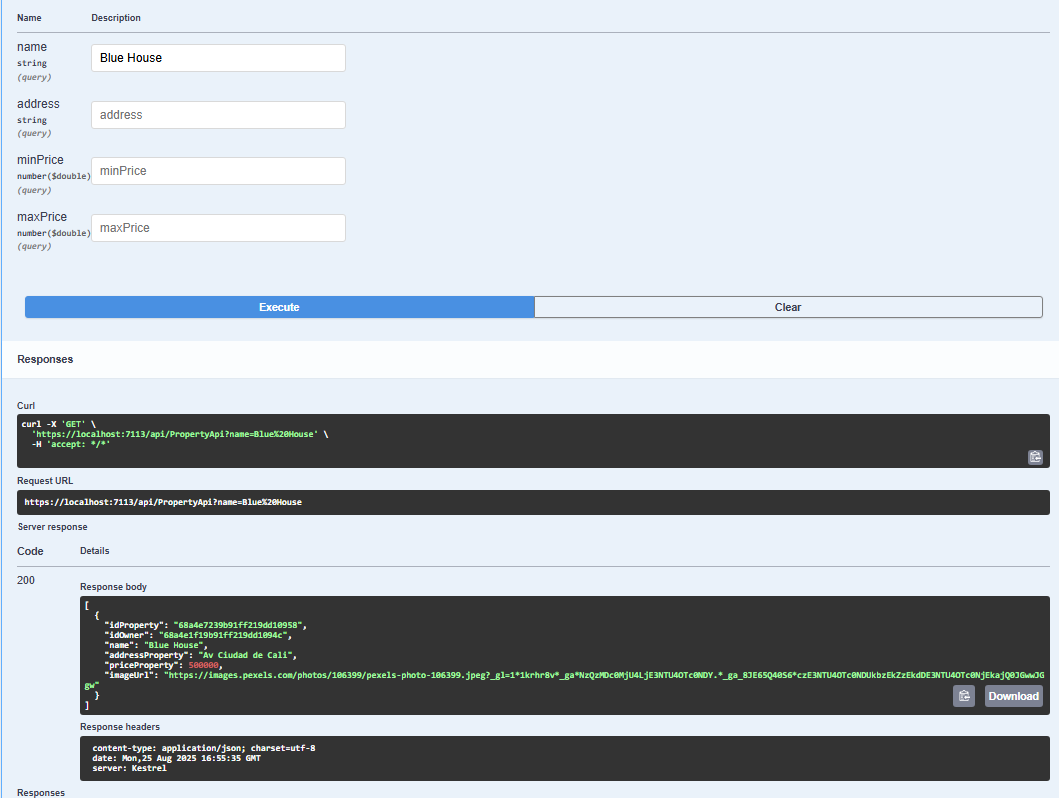 Name Description
name
string
(query)
Blue House
address
string
(query)
address
minPrice
number($double)
(query)
minPrice
maxPrice
number($double)
(query)
maxPrice
Execute Clear
Responses
Curl
curl -X 'GET' \
'https://localhost:7113/api/PropertyApi?name=Blue%20House' \
-H 'accept: */*'
Request URL
https://localhost:7113/api/PropertyApi?name=Blue%20House
Server response
Code Details
200
Response body
[
{
"idProperty": "68a4e7239b91ff219dd10958",
"idOwner": "68a4e1f19b91ff219dd1094c",
"name": "Blue House",
"addressProperty": "Av Ciudad de Cali",
"priceProperty": 500000,
"imageUrl": "https://images.pexels.com/photos/106399/pexels-photo-106399.jpeg?_gl=1*1krhr8v*_ga*NzQzMDc0MjU4LjE3NTU4OTc0NDY.*_ga_8JE65Q40S6*czE3NTU4OTc0NDUkbzEkZzEkdDE3NTU4OTc0NjEkajQ0JGwwJG
gw"
}
]
Download
Response headers
content-type: application/json; charset=utf-8
date: Mon,25 Aug 2025 16:55:35 GMT
server: Kestrel
Responses